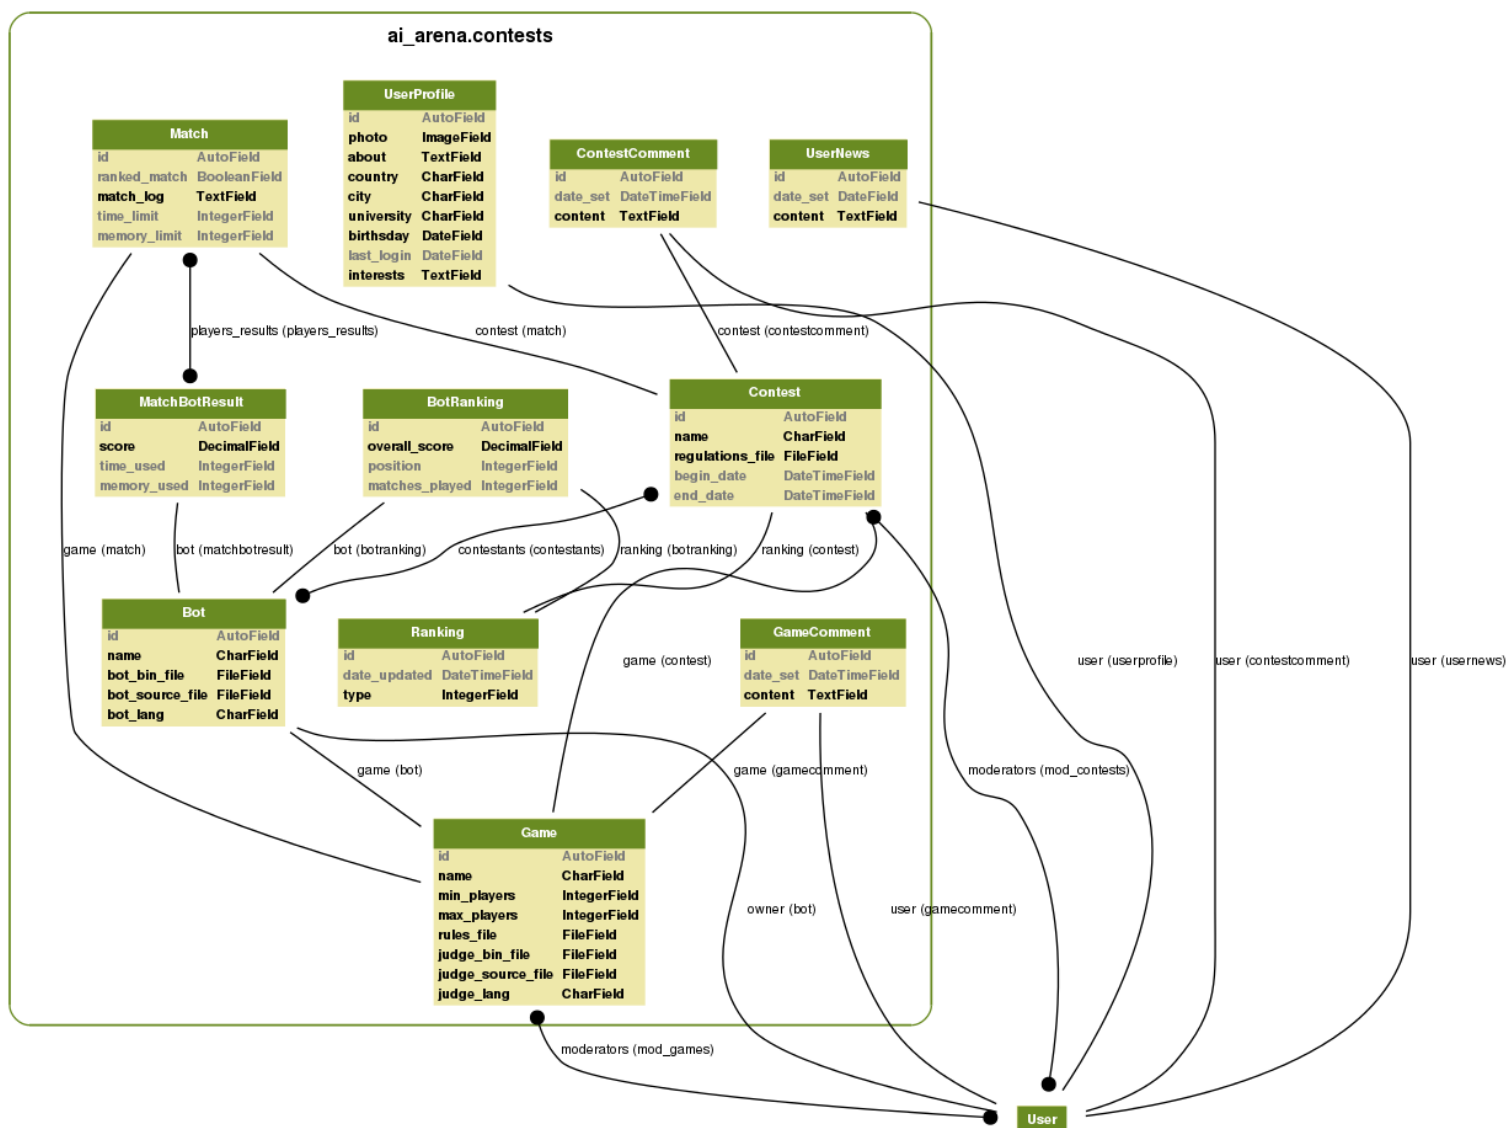 ai_arena.contests
UserProfile
id AutoField
photo ImageField
about TextField
country CharField
city CharField
university CharField
birthsday DateField
last_login DateField
interests TextField
Match
id AutoField
ranked_match BooleanField
match_log TextField
time_limit IntegerField
memory_limit IntegerField
ContestComment
id AutoField
date_set DateTimeField
content TextField
UserNews
id AutoField
date_set DateField
content TextField
players_results (players_results)
contest (match)
contest (contestcomment)
MatchBotResult
id AutoField
score DecimalField
time_used IntegerField
memory_used IntegerField
BotRanking
id AutoField
overall_score DecimalField
position IntegerField
matches_played IntegerField
Contest
id AutoField
name CharField
regulations_file FileField
begin_date DateTimeField
end_date DateTimeField
game (match)
bot (matchbotresult)
bot (botranking)
contestants (contestants)
ranking (botranking)
ranking (contest)
Bot
id AutoField
name CharField
bot_bin_file FileField
bot_source_file FileField
bot_lang CharField
Ranking
id AutoField
date_updated DateTimeField
type IntegerField
game (contest)
GameComment
id AutoField
date_set DateTimeField
content TextField
user (userprofile)
user (contestcomment)
user (usernews)
game (bot)
game (gamecomment)
moderators (mod_contests)
Game
id AutoField
name CharField
min_players IntegerField
max_players IntegerField
rules_file FileField
judge_bin_file FileField
judge_source_file FileField
judge_lang CharField
owner (bot)
user (gamecomment)
moderators (mod_games)
User